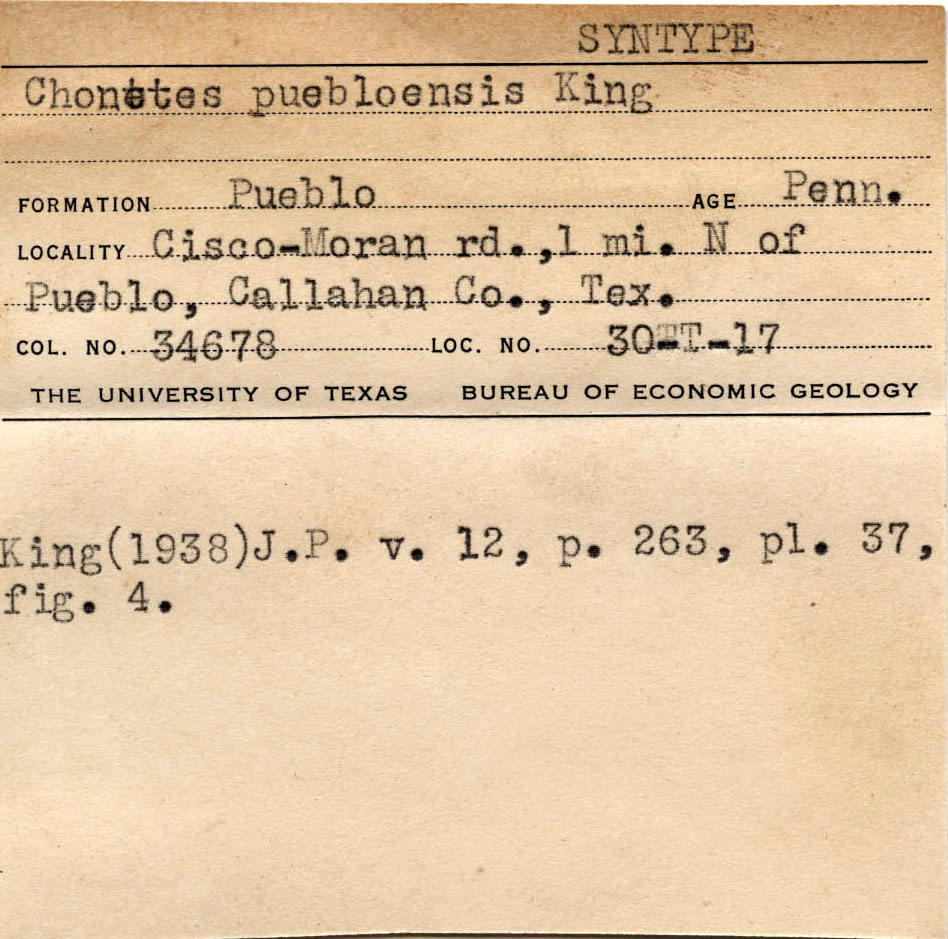 SYNTYPE
Chonetes puebloensis King
FORMATION Pueblo AGE Penn.
LOCALITY Cisco-Moran rd.,1 mi. N of
Pueblo, Callahan Co., Tex.
COL. NO. 34678 LOC. NO. 30-T-17
THE UNIVERSITY OF TEXAS BUREAU OF ECONOMIC GEOLOGY
King(1938)J.P. v. 12, p. 263, pl. 37,
fig. 4.